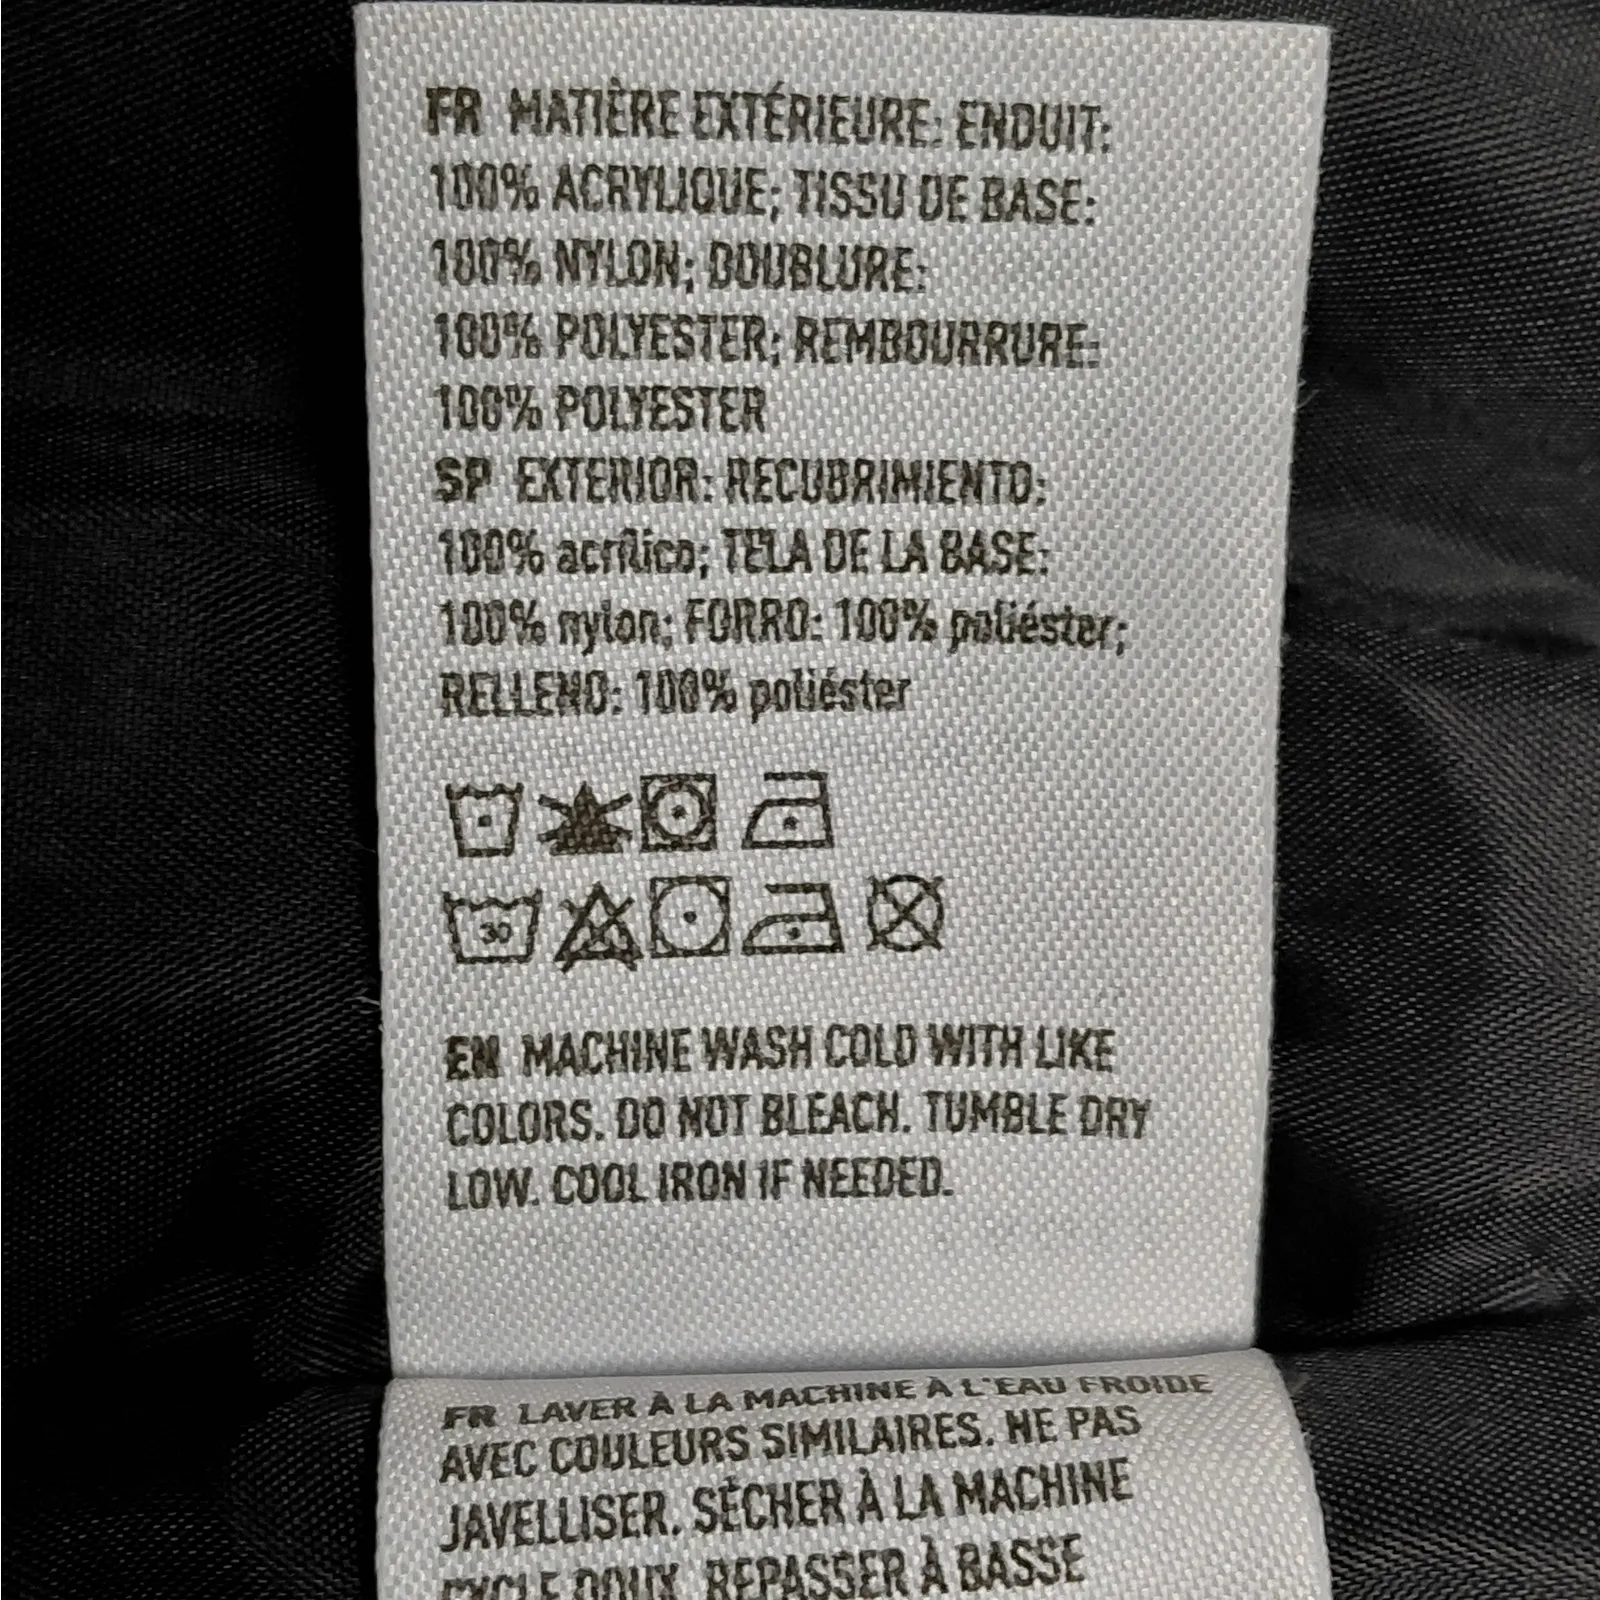 FR MATIÈRE EXTÉRIEURE: ENDUIT:
100% ACRYLIQUE; TISSU DE BASE:
100% NYLON; DOUBLURE:
100% POLYESTER; REMBOURRURE:
100% POLYESTER
SP EXTERIOR: RECUBRIMIENTO:
100% acrílico; TELA DE LA BASE:
100% nylon; FORRO: 100% poliéster;
RELLENO: 100% poliéster
30
EN MACHINE WASH COLD WITH LIKE
COLORS. DO NOT BLEACH. TUMBLE DRY
LOW. COOL IRON IF NEEDED.
FR LAVER À LA MACHINE À L'EAU FROIDE
AVEC COULEURS SIMILAIRES. NE PAS
JAVELLISER. SÉCHER À LA MACHINE
CYCLE DOUX. REPASSER À BASSE